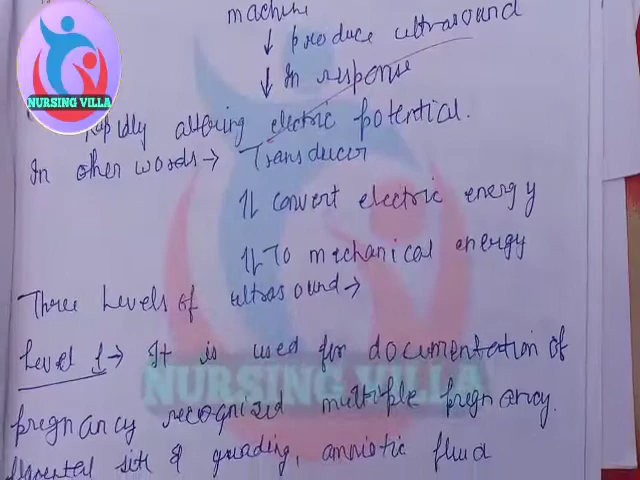 machine
↓ produce ultrasound
↓ In response
rapidly altering electric potential.
In other words → Transducer
⇃ convert electric energy
⇃ To mechanical energy
Three Levels of ultrasound →
Level 1 → It is used for documentation of
pregnancy recognized multiple pregnancy.
placental site & grading, amniotic fluid
NURSING VILLA
NURSING VILLA